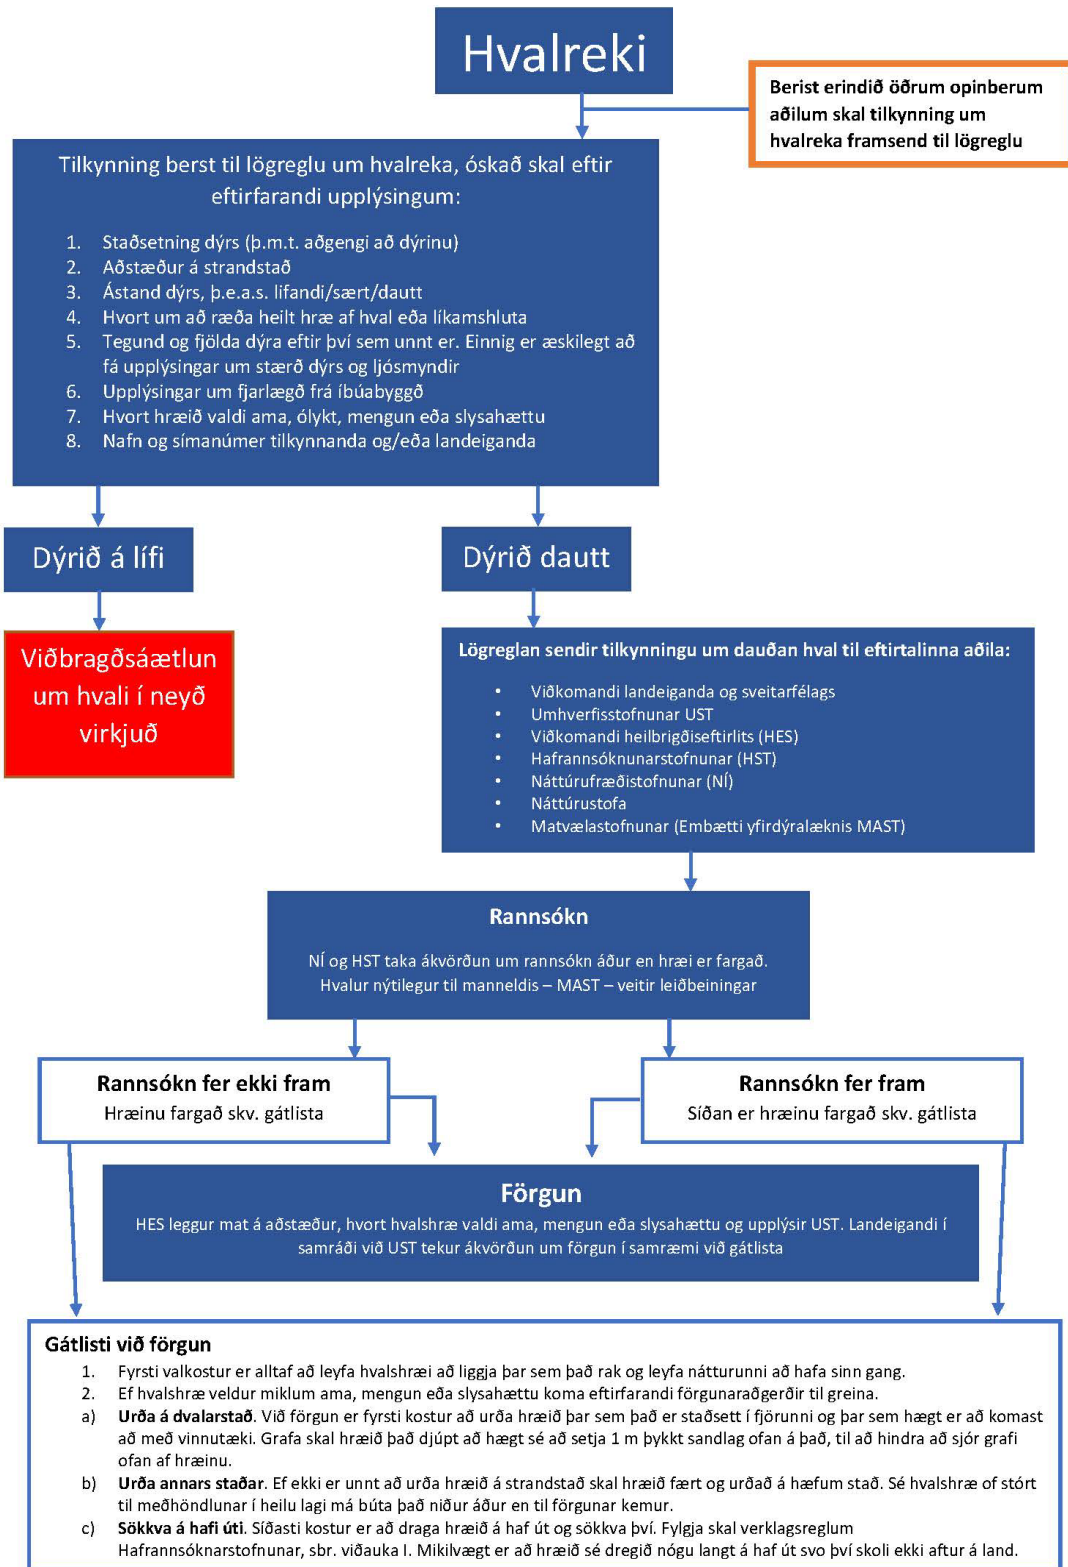 Hvalreki
Berist erindið öðrum opinberum
aðilum skal tilkynning um
hvalreka framsend til lögreglu
Tilkynning berst til lögreglu um hvalreka, óskað skal eftir
eftirfarandi upplýsingum:
1. Staðsetning dýrs (þ.m.t. aðgengi að dýrinu)
2. Aðstæður á strandstað
3. Ástand dýrs, þ.e.a.s. lifandi/sært/dautt
4. Hvort um að ræða heilt hræ af hval eða líkamshluta
5. Tegund og fjölda dýra eftir því sem unnt er. Einnig er æskilegt að
fá upplýsingar um stærð dýrs og ljósmyndir
6. Upplýsingar um fjarlægð frá íbúabyggð
7. Hvort hræið valdi ama, ólykt, mengun eða slysahættu
8. Nafn og símanúmer tilkynnanda og/eða landeiganda
Dýrið á lífi
Dýrið dautt
Viðbragðsáætlun
um hvali í neyð
virkjuð
Lögreglan sendir tilkynningu um dauðan hval til eftirtalinna aðila:
• Viðkomandi landeiganda og sveitarfélags
• Umhverfisstofnunar UST
• Viðkomandi heilbrigðiseftirlits (HES)
• Hafrannsóknunarstofnunar (HST)
• Náttúrufræðistofnunar (NÍ)
• Náttúrustofa
• Matvælastofnunar (Embætti yfirdýralæknis MAST)
Rannsókn
NÍ og HST taka ákvörðun um rannsókn áður en hræi er fargað.
Hvalur nýtilegur til manneldis – MAST – veitir leiðbeiningar
Rannsókn fer ekki fram
Hræinu fargað skv. gátlista
Rannsókn fer fram
Síðan er hræinu fargað skv. gátlista
Förgun
HES leggur mat á aðstæður, hvort hvalshræ valdi ama, mengun eða slysahættu og upplýsir UST. Landeigandi í
samráði við UST tekur ákvörðun um förgun í samræmi við gátlista
Gátlisti við förgun
1. Fyrsti valkostur er alltaf að leyfa hvalshræi að liggja þar sem það rak og leyfa nátturunni að hafa sinn gang.
2. Ef hvalshræ veldur miklum ama, mengun eða slysahættu koma eftirfarandi förgunaraðgerðir til greina.
a) Urða á dvalarstað. Við förgun er fyrsti kostur að urða hræið þar sem það er staðsett í fjörunni og þar sem hægt er að komast
að með vinnutæki. Grafa skal hræið það djúpt að hægt sé að setja 1 m þykkt sandlag ofan á það, til að hindra að sjór grafi
ofan af hræinu.
b) Urða annars staðar. Ef ekki er unnt að urða hræið á strandstað skal hræið fært og urðað á hæfum stað. Sé hvalshræ of stórt
til meðhöndlunar í heilu lagi má búta það niður áður en til förgunar kemur.
c) Sökkva á hafi úti. Síðasti kostur er að draga hræið á haf út og sökkva því. Fylgja skal verklagsreglum
Hafrannsóknarstofnunar, sbr. viðauka I. Mikilvægt er að hræið sé dregið nógu langt á haf út svo því skoli ekki aftur á land.